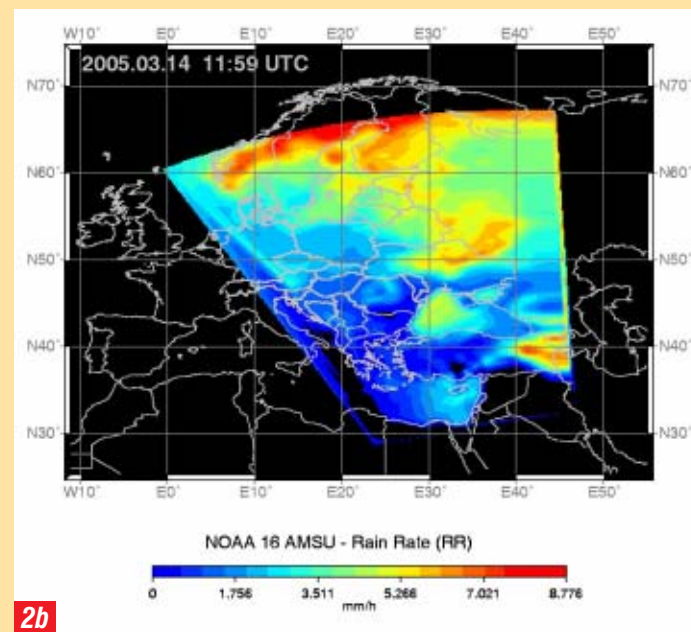 W10° E0° E10° E20° E30° E40° E50°
2005.03.14 11:59 UTC
N70° N70°
N60° N60°
N50° N50°
N40° N40°
N30° N30°
W10° E0° E10° E20° E30° E40° E50°
NOAA 16 AMSU - Rain Rate (RR)
0 1.756 3.511 5.266 7.021 8.776
mm/h
2b